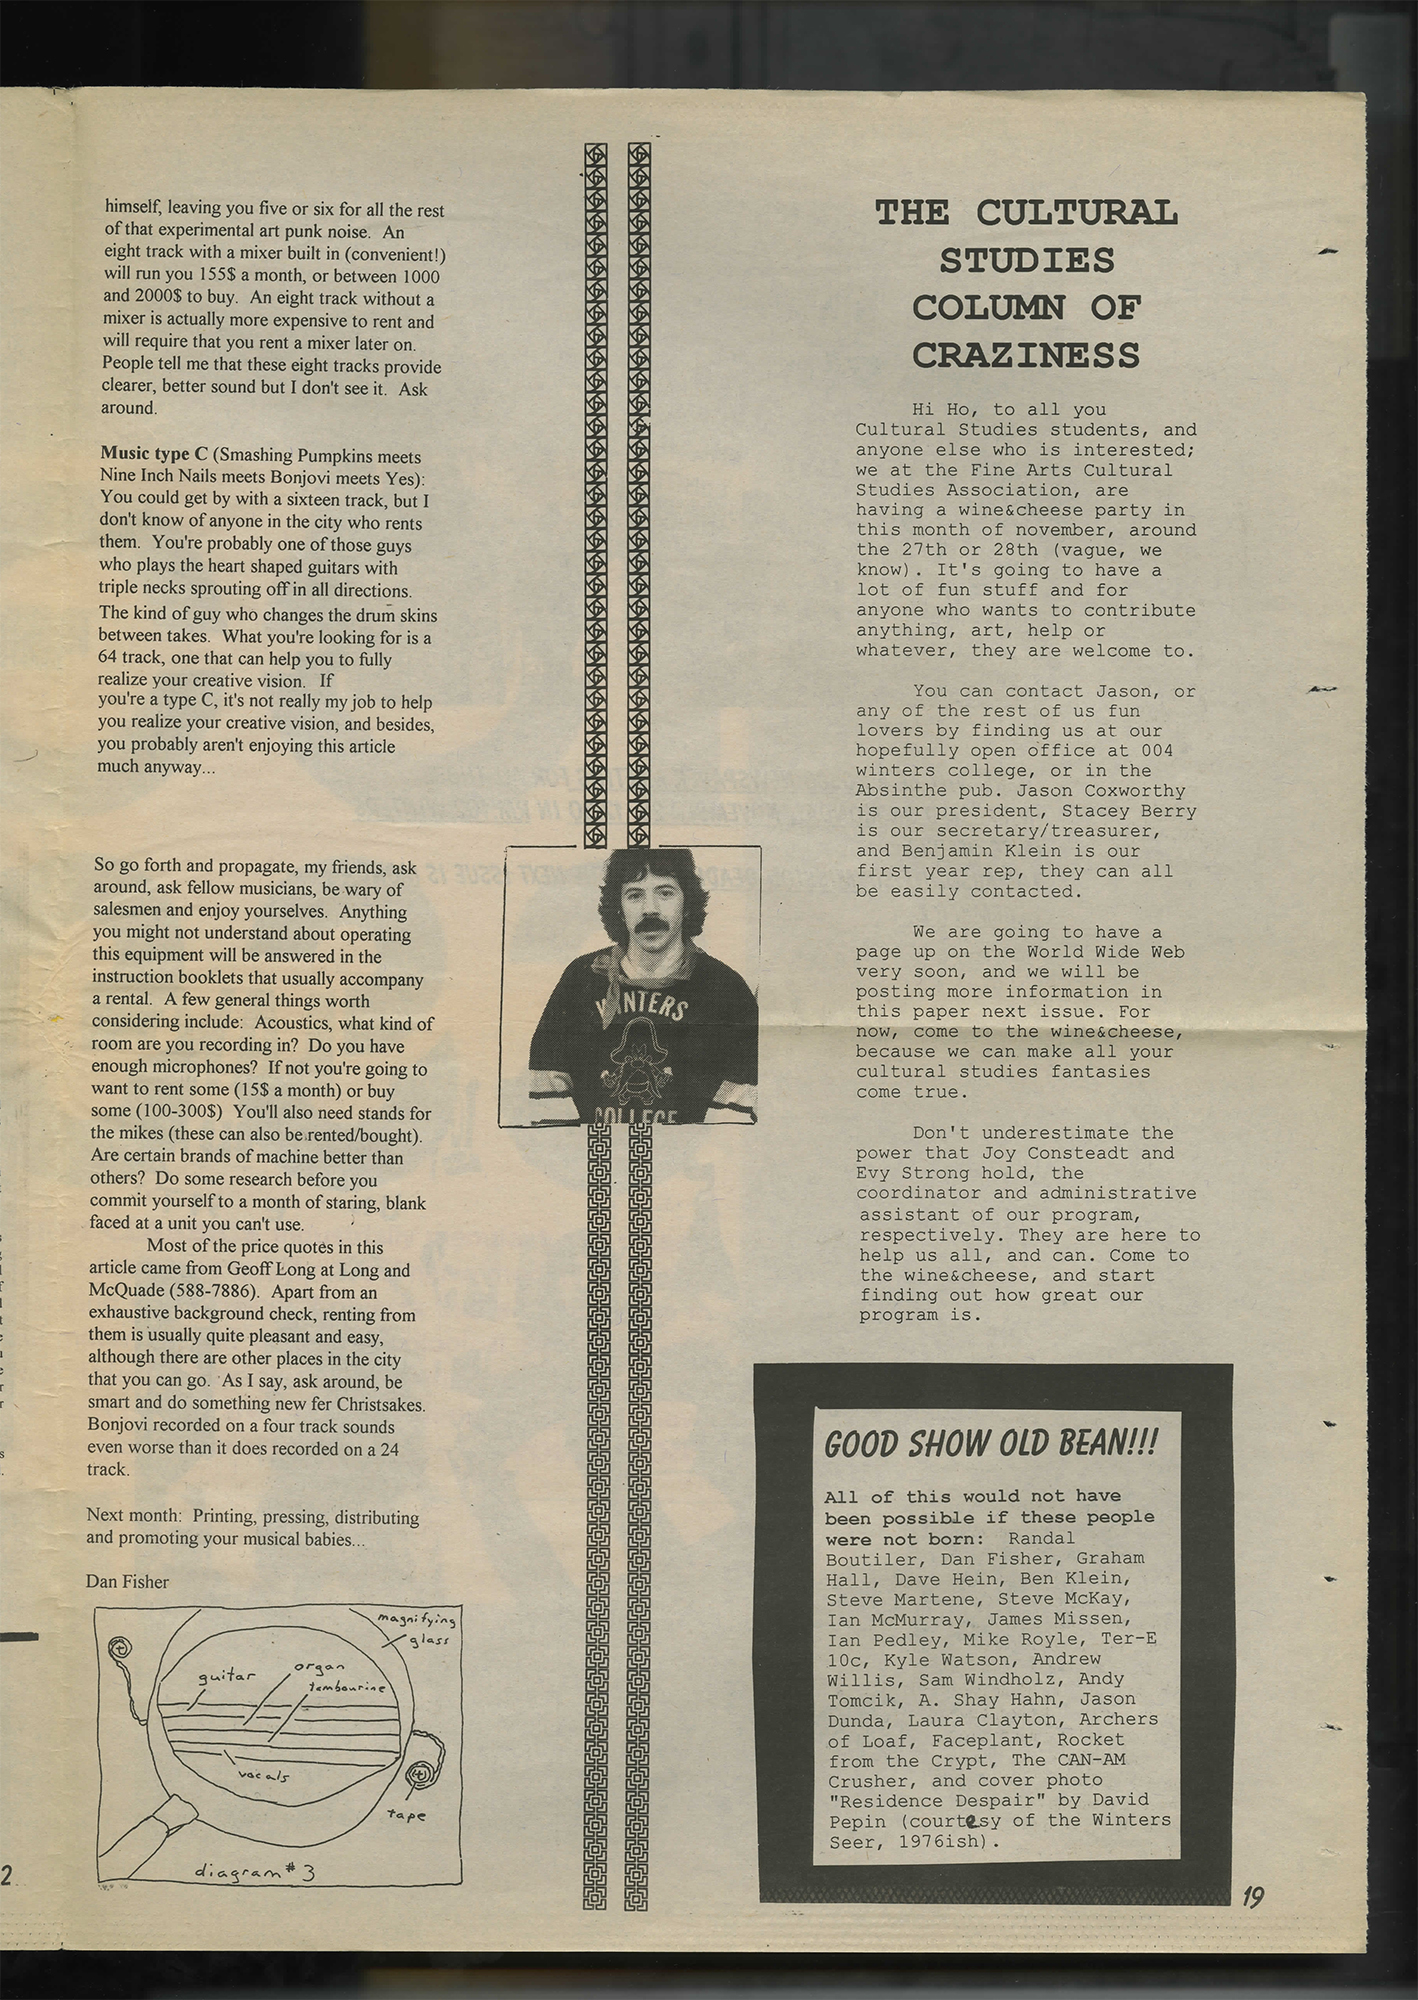 himself, leaving you five or six for all the rest
of that experimental art punk noise.  An
eight track with a mixer built in (convenient!)
will run you 155$ a month, or between 1000
and 2000$ to buy.  An eight track without a
mixer is actually more expensive to rent and
will require that you rent a mixer later on.
People tell me that these eight tracks provide
clearer, better sound but I don't see it.  Ask
around.
Music type C (Smashing Pumpkins meets
Nine Inch Nails meets Bonjovi meets Yes):
You could get by with a sixteen track, but I
don't know of anyone in the city who rents
them.  You're probably one of those guys
who plays the heart shaped guitars with
triple necks sprouting off in all directions.
The kind of guy who changes the drum skins
between takes.  What you're looking for is a
64 track, one that can help you to fully
realize your creative vision.  If
you're a type C, it's not really my job to help
you realize your creative vision, and besides,
you probably aren't enjoying this article
much anyway...
So go forth and propagate, my friends, ask
around, ask fellow musicians, be wary of
salesmen and enjoy yourselves.  Anything
you might not understand about operating
this equipment will be answered in the
instruction booklets that usually accompany
a rental.  A few general things worth
considering include:  Acoustics, what kind of
room are you recording in?  Do you have
enough microphones?  If not you're going to
want to rent some (15$ a month) or buy
some (100-300$)  You'll also need stands for
the mikes (these can also be rented/bought).
Are certain brands of machine better than
others?  Do some research before you
commit yourself to a month of staring, blank
faced at a unit you can't use.
Most of the price quotes in this
article came from Geoff Long at Long and
McQuade (588-7886).  Apart from an
exhaustive background check, renting from
them is usually quite pleasant and easy,
although there are other places in the city
that you can go.  As I say, ask around, be
smart and do something new fer Christsakes.
Bonjovi recorded on a four track sounds
even worse than it does recorded on a 24
track.
Next month:  Printing, pressing, distributing
and promoting your musical babies...
Dan Fisher
magnifying
glass
guitar
organ
tambourine
vocals
tape
diagram #3
WINTERS
COLLEGE
THE CULTURAL
STUDIES
COLUMN OF
CRAZINESS
Hi Ho, to all you
Cultural Studies students, and
anyone else who is interested;
we at the Fine Arts Cultural
Studies Association, are
having a wine&cheese party in
this month of november, around
the 27th or 28th (vague, we
know). It's going to have a
lot of fun stuff and for
anyone who wants to contribute
anything, art, help or
whatever, they are welcome to.
You can contact Jason, or
any of the rest of us fun
lovers by finding us at our
hopefully open office at 004
winters college, or in the
Absinthe pub. Jason Coxworthy
is our president, Stacey Berry
is our secretary/treasurer,
and Benjamin Klein is our
first year rep, they can all
be easily contacted.
We are going to have a
page up on the World Wide Web
very soon, and we will be
posting more information in
this paper next issue. For
now, come to the wine&cheese,
because we can make all your
cultural studies fantasies
come true.
Don't underestimate the
power that Joy Consteadt and
Evy Strong hold, the
coordinator and administrative
assistant of our program,
respectively. They are here to
help us all, and can. Come to
the wine&cheese, and start
finding out how great our
program is.
GOOD SHOW OLD BEAN!!!
All of this would not have
been possible if these people
were not born:  Randal
Boutiler, Dan Fisher, Graham
Hall, Dave Hein, Ben Klein,
Steve Martene, Steve McKay,
Ian McMurray, James Missen,
Ian Pedley, Mike Royle, Ter-E
10c, Kyle Watson, Andrew
Willis, Sam Windholz, Andy
Tomcik, A. Shay Hahn, Jason
Dunda, Laura Clayton, Archers
of Loaf, Faceplant, Rocket
from the Crypt, The CAN-AM
Crusher, and cover photo
"Residence Despair" by David
Pepin (courtesy of the Winters
Seer, 1976ish).
19
2